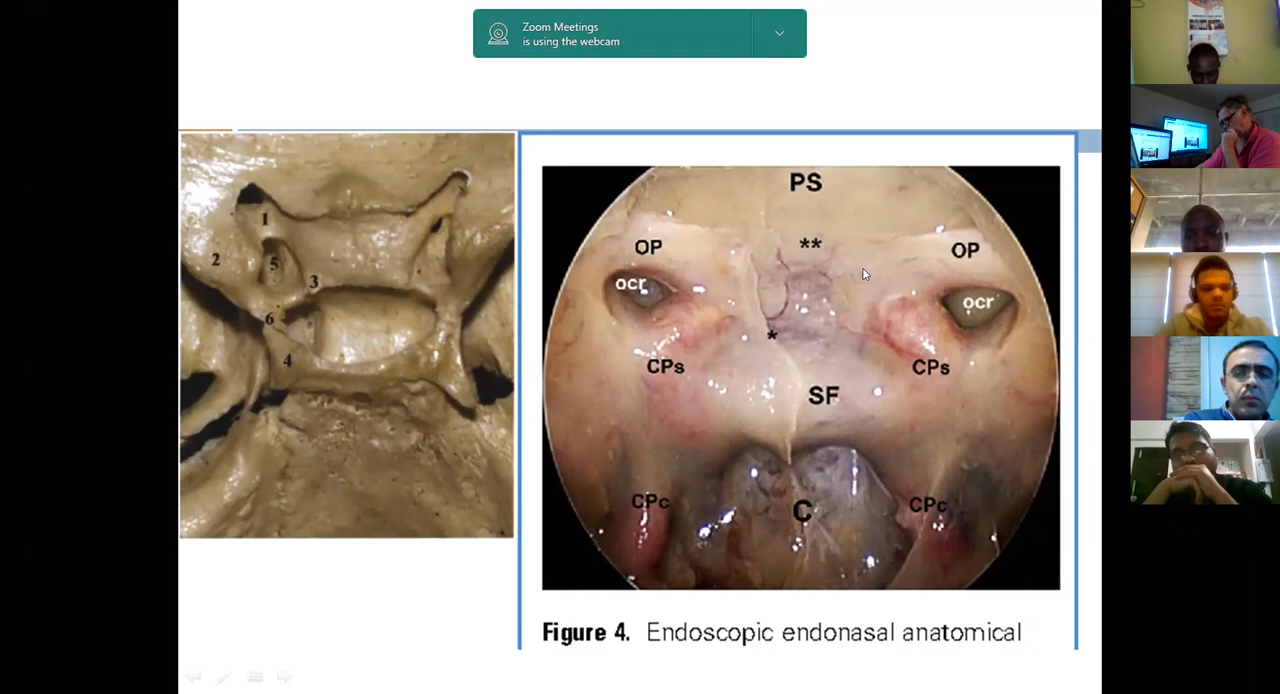 Zoom Meetings
is using the webcam
1
2
5
3
6
4
PS
OP
**
OP
ocr
ocr
*
CPs
CPs
SF
CPc
CPc
C
Figure 4. Endoscopic endonasal anatomical